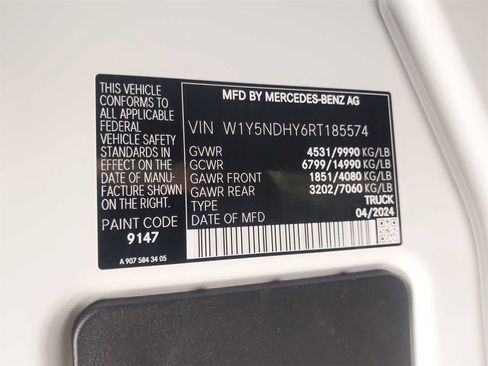 THIS VEHICLE
CONFORMS TO
ALL APPLICABLE
FEDERAL
VEHICLE SAFETY
STANDARDS IN
EFFECT ON THE
DATE OF MANU-
FACTURE SHOWN
ON THE RIGHT.
PAINT CODE
9147
A 907 584 34 05
MFD BY MERCEDES-BENZ AG
VIN W1Y5NDHY6RT185574
GVWR 4531/9990 KG/LB
GCWR 6799/14990 KG/LB
GAWR FRONT 1851/4080 KG/LB
GAWR REAR 3202/7060 KG/LB
TYPE TRUCK
DATE OF MFD 04/2024